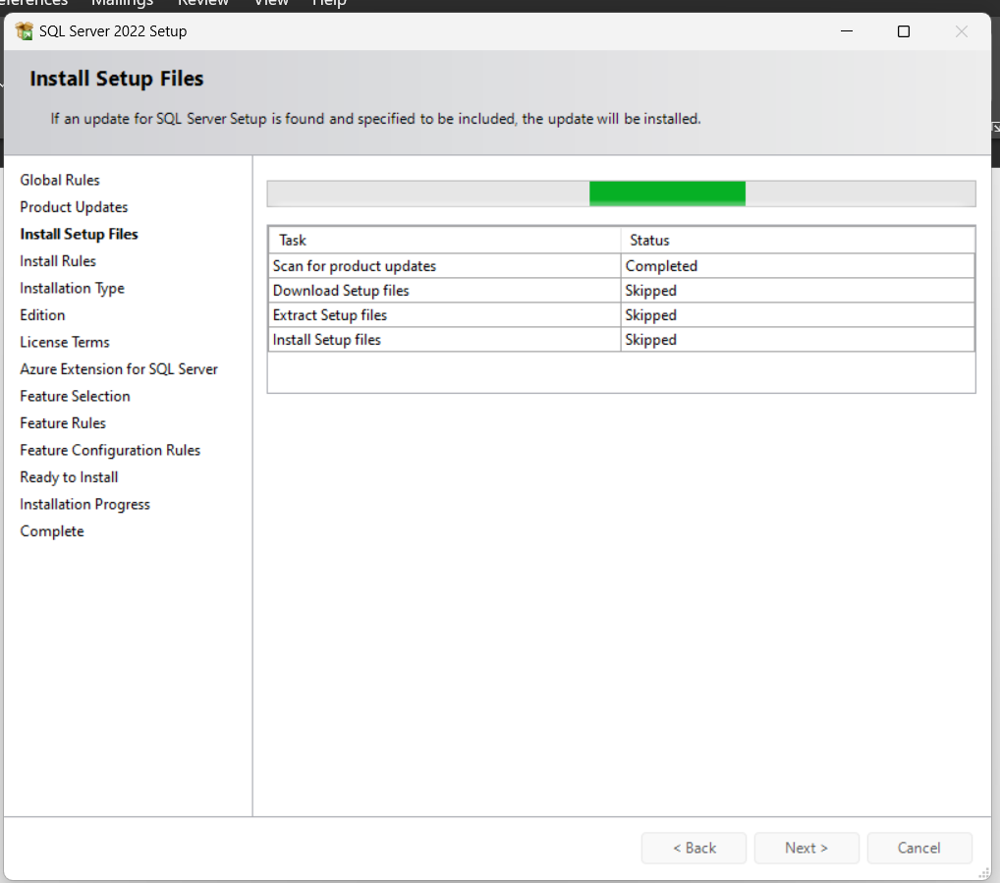 Mailings Review View Help
SQL Server 2022 Setup
Install Setup Files
If an update for SQL Server Setup is found and specified to be included, the update will be installed.
Global Rules
Product Updates
Install Setup Files
Install Rules
Installation Type
Edition
License Terms
Azure Extension for SQL Server
Feature Selection
Feature Rules
Feature Configuration Rules
Ready to Install
Installation Progress
Complete
Task Status
Scan for product updates Completed
Download Setup files Skipped
Extract Setup files Skipped
Install Setup files Skipped
< Back Next > Cancel